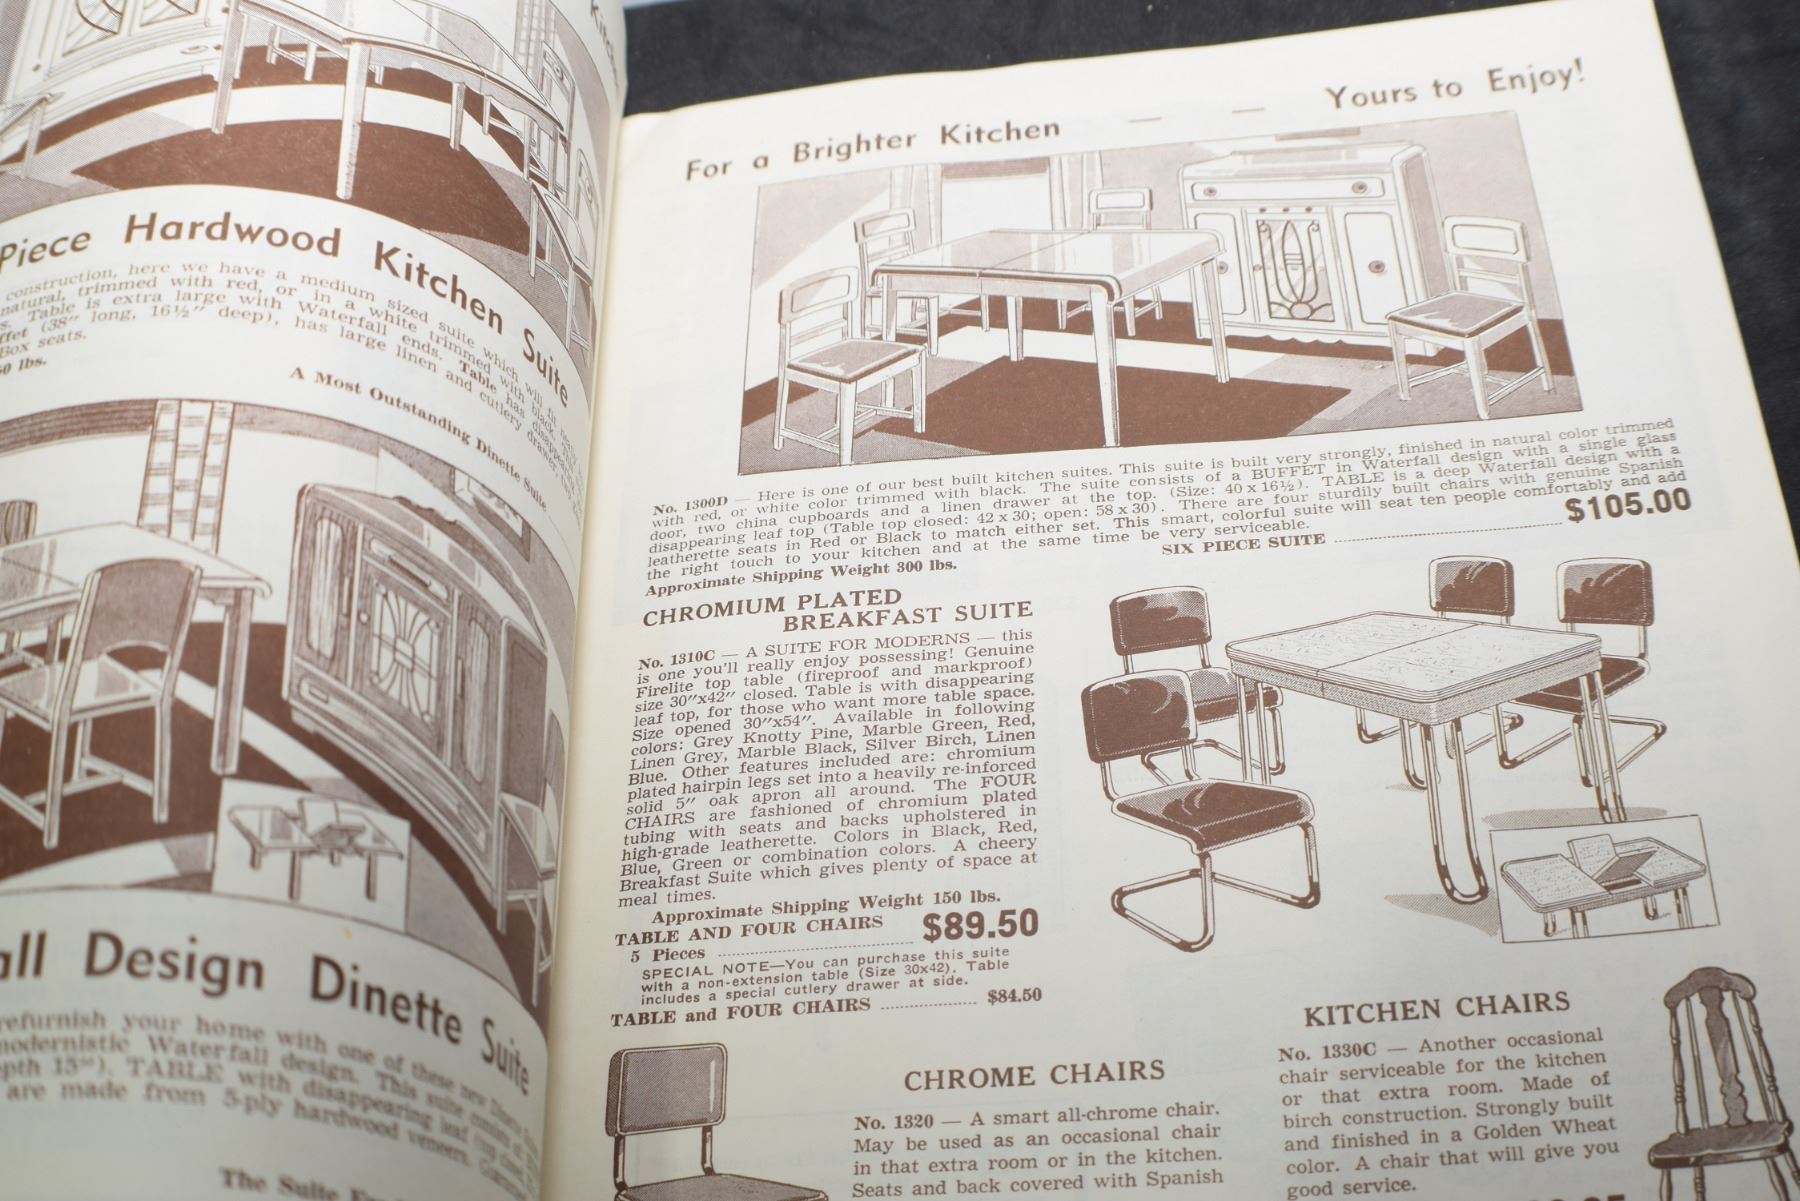 Kitch
Piece Hardwood Kitchen Suite
construction, here we have a medium sized suite which will fit
natural, trimmed with red, or in a white trimmed with black.
s. Table is extra large with Waterfall ends. Table has
ffet (38" long, 16½" deep), has large linen and cutlery drawer,
Box seats.
0 lbs.
A Most Outstanding Dinette Suite
all Design Dinette Suite
refurnish your home with one of these new Dinette
modernistic Waterfall design. This suite consists of
pth 15"). TABLE with disappearing leaf
are made from 5-ply hardwood veneers.
The Suite
For a Brighter Kitchen — — Yours to Enjoy!
No. 1300D — Here is one of our best built kitchen suites. This suite is built very strongly, finished in natural color trimmed
with red, or white color trimmed with black. The suite consists of a BUFFET in Waterfall design with a single glass
door, two china cupboards and a linen drawer at the top. (Size: 40 x 16½). TABLE is a deep Waterfall design with a
disappearing leaf top (Table top closed: 42 x 30; open: 58 x 30). There are four sturdily built chairs with genuine Spanish
leatherette seats in Red or Black to match either set. This smart, colorful suite will seat ten people comfortably and add
the right touch to your kitchen and at the same time be very serviceable.
Approximate Shipping Weight 300 lbs. SIX PIECE SUITE ........ $105.00
CHROMIUM PLATED
BREAKFAST SUITE
No. 1310C — A SUITE FOR MODERNS — this
is one you'll really enjoy possessing! Genuine
Firelite top table (fireproof and markproof)
size 30"x42" closed. Table is with disappearing
leaf top, for those who want more table space.
Size opened 30"x54". Available in following
colors: Grey Knotty Pine, Marble Green, Red,
Linen Grey, Marble Black, Silver Birch, Linen
Blue. Other features included are: chromium
plated hairpin legs set into a heavily re-inforced
solid 5" oak apron all around. The FOUR
CHAIRS are fashioned of chromium plated
tubing with seats and backs upholstered in
high-grade leatherette. Colors in Black, Red,
Blue, Green or combination colors. A cheery
Breakfast Suite which gives plenty of space at
meal times.
Approximate Shipping Weight 150 lbs.
TABLE AND FOUR CHAIRS
5 Pieces ........ $89.50
SPECIAL NOTE—You can purchase this suite
with a non-extension table (Size 30x42). Table
includes a special cutlery drawer at side.
TABLE and FOUR CHAIRS ........ $84.50
CHROME CHAIRS
No. 1320 — A smart all-chrome chair.
May be used as an occasional chair
in that extra room or in the kitchen.
Seats and back covered with Spanish
KITCHEN CHAIRS
No. 1330C — Another occasional
chair serviceable for the kitchen
or that extra room. Made of
birch construction. Strongly built
and finished in a Golden Wheat
color. A chair that will give you
good service.